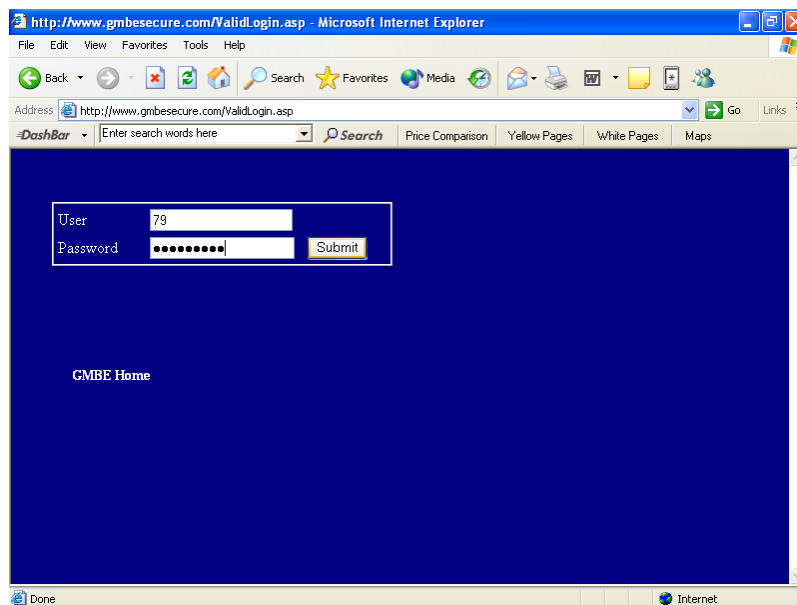 http://www.gmbesecure.com/ValidLogin.asp - Microsoft Internet Explorer
File Edit View Favorites Tools Help
Back Search Favorites Media
Address http://www.gmbesecure.com/ValidLogin.asp Go Links
DashBar Enter search words here Search Price Comparison Yellow Pages White Pages Maps
User 79
Password ●●●●●●●●● Submit
GMBE Home
Done Internet